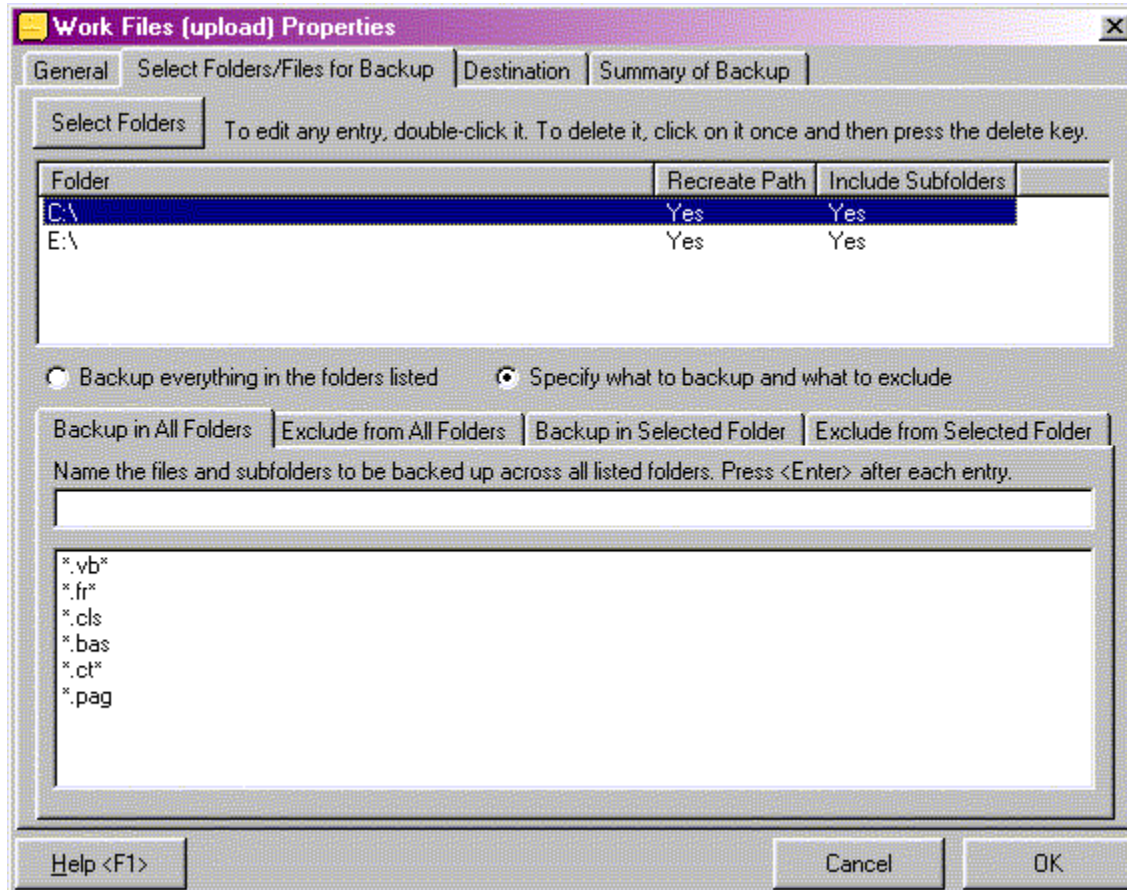 Work Files (upload) Properties
General Select Folders/Files for Backup Destination Summary of Backup
Select Folders To edit any entry, double-click it. To delete it, click on it once and then press the delete key.
Folder Recreate Path Include Subfolders
C:\ Yes Yes
E:\ Yes Yes
Backup everything in the folders listed Specify what to backup and what to exclude
Backup in All Folders Exclude from All Folders Backup in Selected Folder Exclude from Selected Folder
Name the files and subfolders to be backed up across all listed folders. Press <Enter> after each entry.
*.vb*
*.fr*
*.cls
*.bas
*.ct*
*.pag
Help <F1> Cancel OK